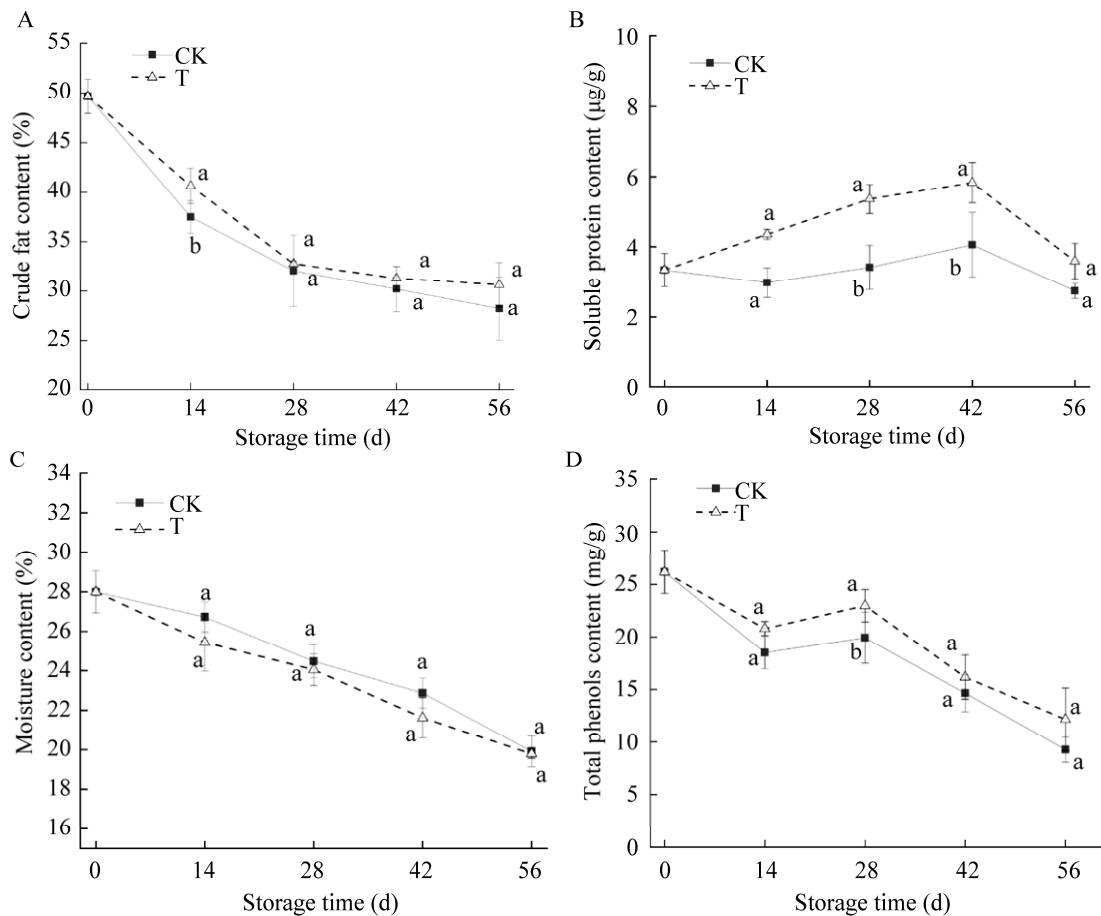 A
55
50
45
40
35
30
25
20
Crude fat content (%)
CK
T
a
b
a
a
a
a
a
a
0 14 28 42 56
Storage time (d)
B
10
8
6
4
2
0
Soluble protein content (μg/g)
CK
T
a
a
a
a
a
b
b
a
0 14 28 42 56
Storage time (d)
C
34
32
30
28
26
24
22
20
18
16
Moisture content (%)
CK
T
a
a
a
a
a
a
a
a
0 14 28 42 56
Storage time (d)
D
35
30
25
20
15
10
5
0
Total phenols content (mg/g)
CK
T
a
a
a
a
a
b
a
a
0 14 28 42 56
Storage time (d)